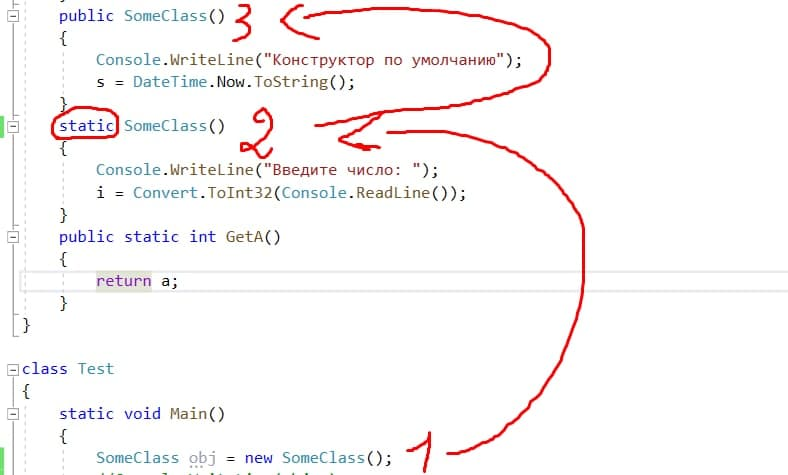 public SomeClass() 3
{
Console.WriteLine("Конструктор по умолчанию");
s = DateTime.Now.ToString();
}
static SomeClass() 2
{
Console.WriteLine("Введите число: ");
i = Convert.ToInt32(Console.ReadLine());
}
public static int GetA()
{
return a;
}
}
class Test
{
static void Main()
{
SomeClass obj = new SomeClass(); 1